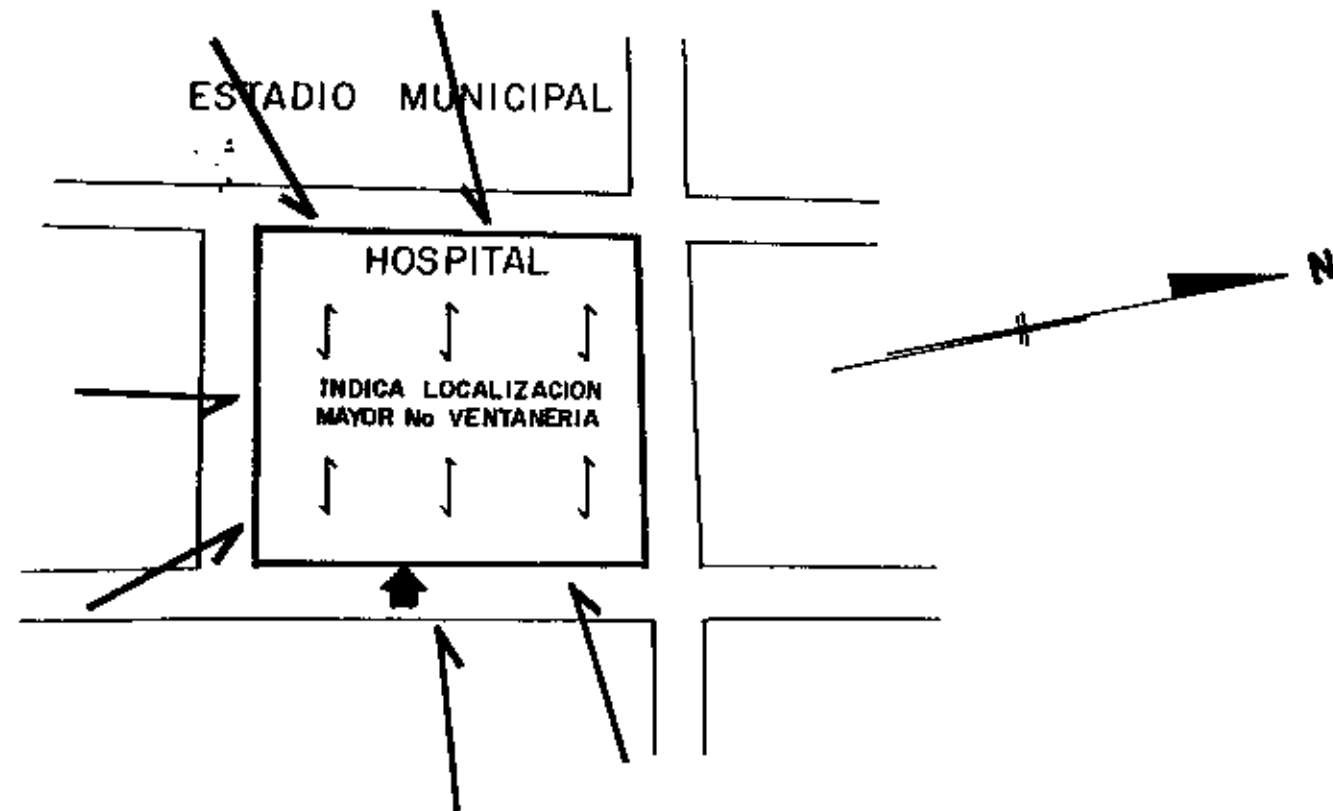 ESTADIO MUNICIPAL
HOSPITAL
INDICA LOCALIZACION
MAYOR No VENTANERIA
N